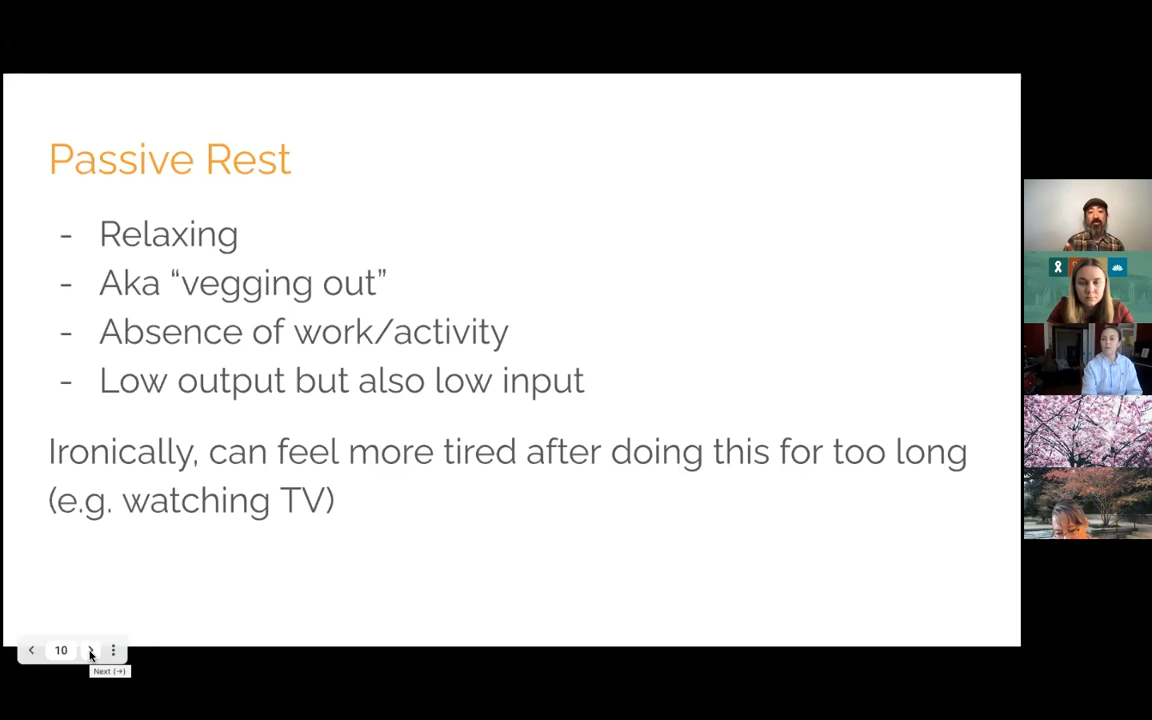 Passive Rest
- Relaxing
- Aka “vegging out”
- Absence of work/activity
- Low output but also low input
Ironically, can feel more tired after doing this for too long
(e.g. watching TV)
10
Next (→)